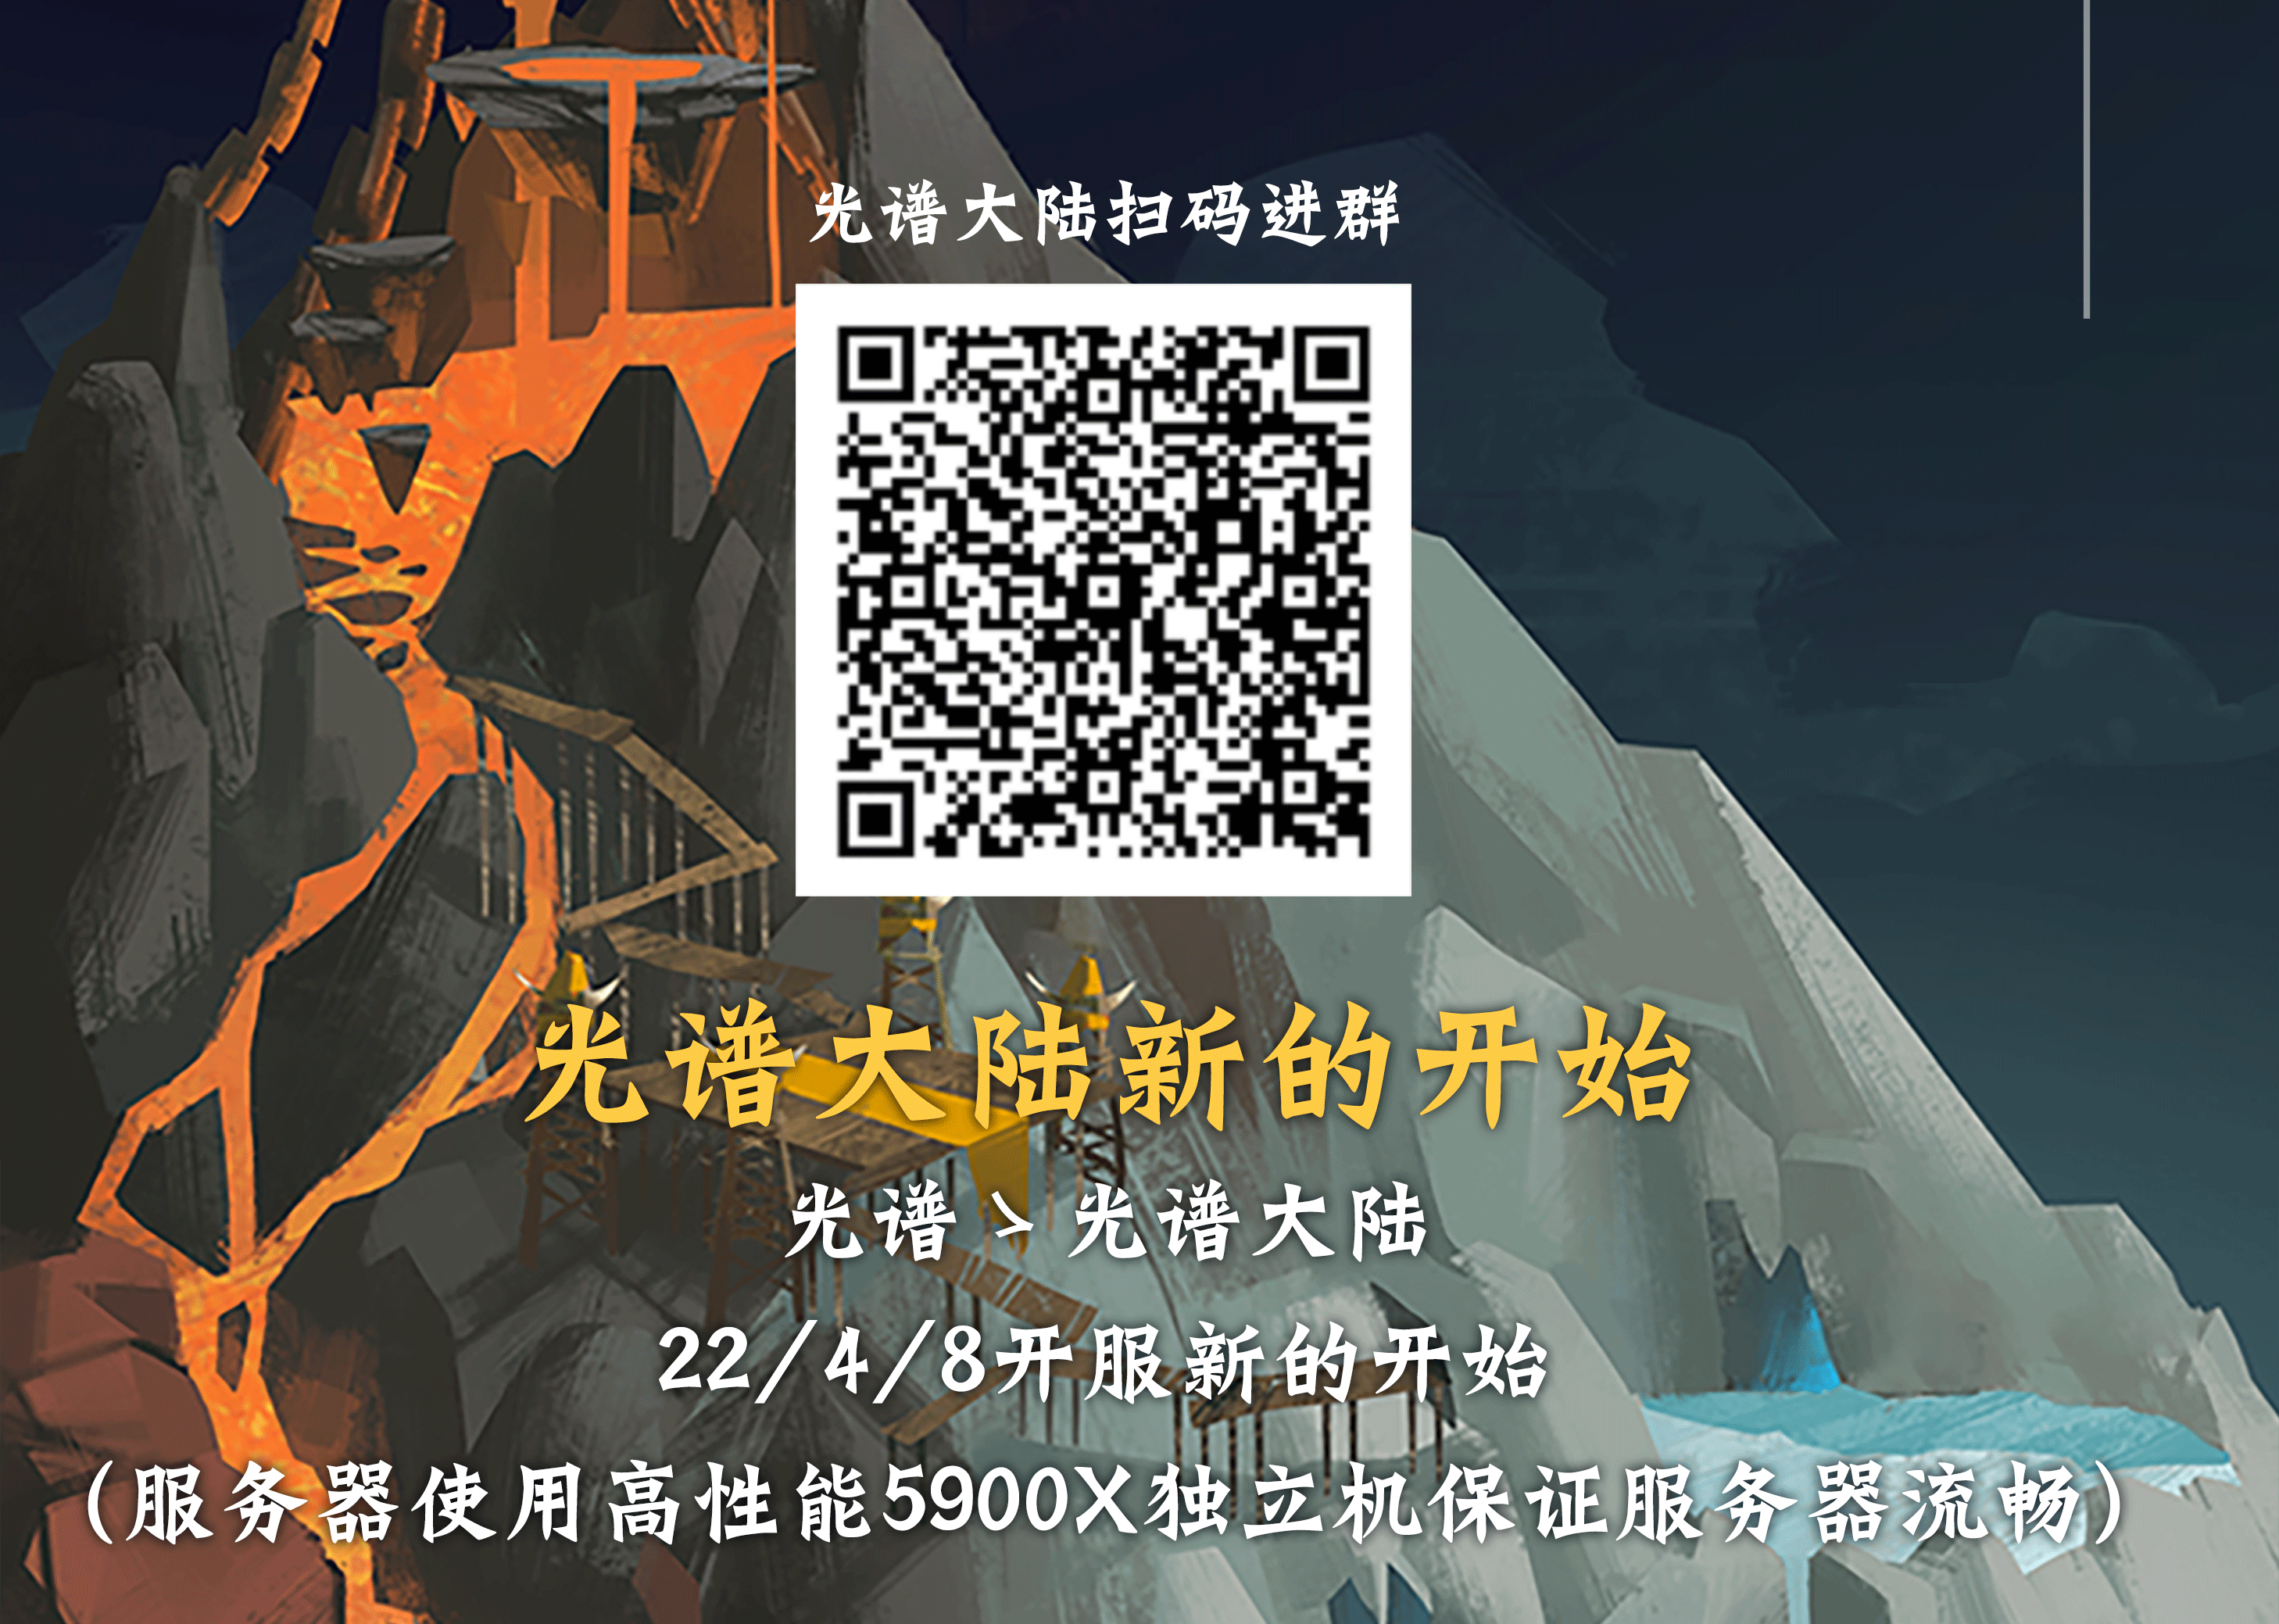 光谱大陆扫码进群
光谱大陆新的开始
光谱 > 光谱大陆
22/4/8开服新的开始
(服务器使用高性能5900X独立机保证服务器流畅)